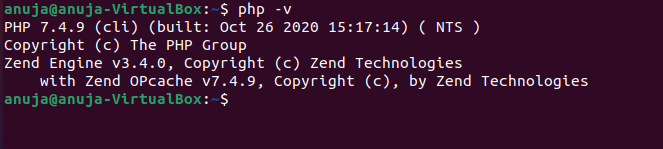 anuja@anuja-VirtualBox:~$ php -v
PHP 7.4.9 (cli) (built: Oct 26 2020 15:17:14) ( NTS )
Copyright (c) The PHP Group
Zend Engine v3.4.0, Copyright (c) Zend Technologies
    with Zend OPcache v7.4.9, Copyright (c), by Zend Technologies
anuja@anuja-VirtualBox:~$